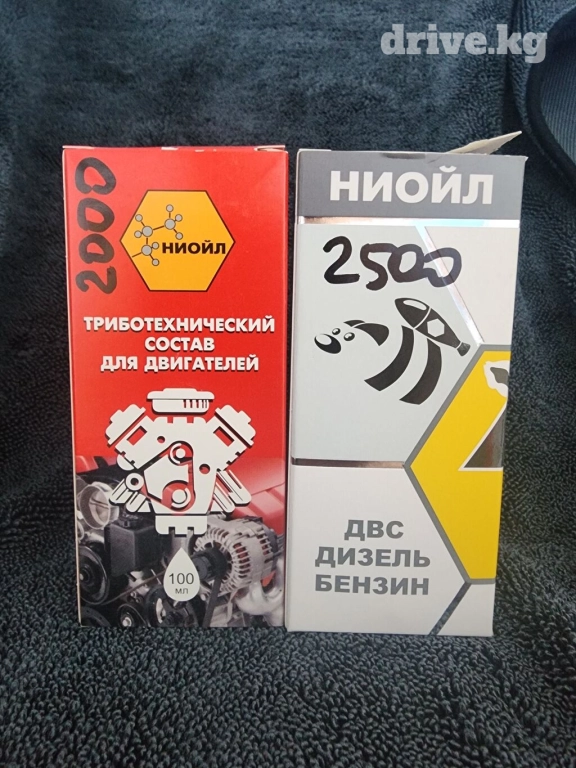 drive.kg
2000
НИОЙЛ
ТРИБОТЕХНИЧЕСКИЙ
СОСТАВ
ДЛЯ ДВИГАТЕЛЕЙ
100
МЛ
НИОЙЛ
2500
ДВС
ДИЗЕЛЬ
БЕНЗИН